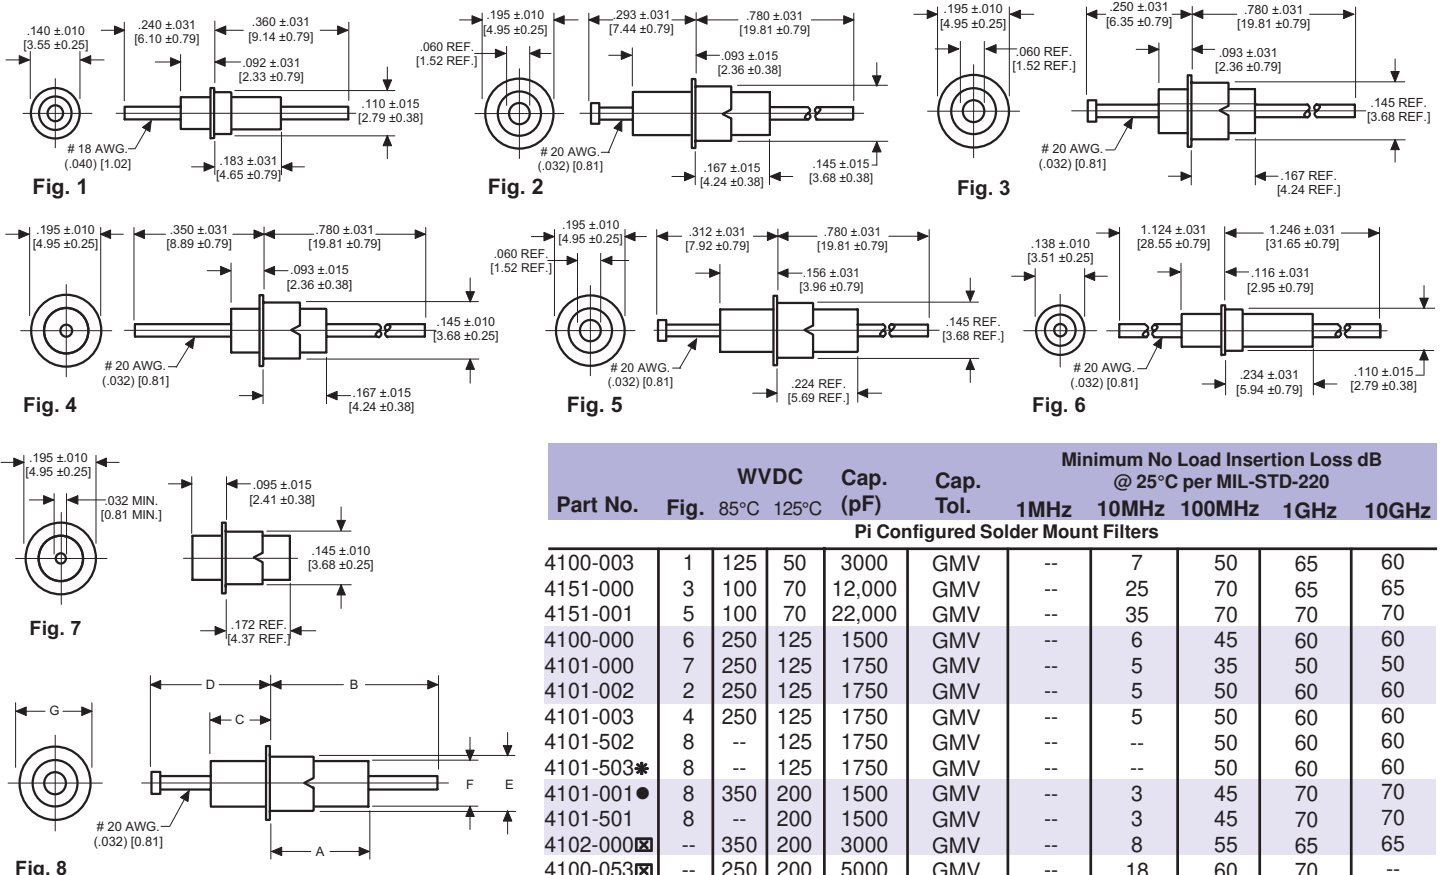 .140 ±.010
[3.55 ±0.25]
.240 ±.031
[6.10 ±0.79]
.360 ±.031
[9.14 ±0.79]
.092 ±.031
[2.33 ±0.79]
.110 ±.015
[2.79 ±0.38]
# 18 AWG.
(.040) [1.02]
.183 ±.031
[4.65 ±0.79]
Fig. 1
.195 ±.010
[4.95 ±0.25]
.060 REF.
[1.52 REF.]
.293 ±.031
[7.44 ±0.79]
.780 ±.031
[19.81 ±0.79]
.093 ±.015
[2.36 ±0.38]
# 20 AWG.
(.032) [0.81]
.167 ±.015
[4.24 ±0.38]
.145 ±.015
[3.68 ±0.38]
Fig. 2
.195 ±.010
[4.95 ±0.25]
.060 REF.
[1.52 REF.]
.250 ±.031
[6.35 ±0.79]
.780 ±.031
[19.81 ±0.79]
.093 ±.031
[2.36 ±0.79]
.145 REF.
[3.68 REF.]
# 20 AWG.
(.032) [0.81]
.167 REF.
[4.24 REF.]
Fig. 3
.195 ±.010
[4.95 ±0.25]
.350 ±.031
[8.89 ±0.79]
.780 ±.031
[19.81 ±0.79]
.093 ±.015
[2.36 ±0.38]
.145 ±.010
[3.68 ±0.25]
# 20 AWG.
(.032) [0.81]
.167 ±.015
[4.24 ±0.38]
Fig. 4
.195 ±.010
[4.95 ±0.25]
.060 REF.
[1.52 REF.]
.312 ±.031
[7.92 ±0.79]
.780 ±.031
[19.81 ±0.79]
.156 ±.031
[3.96 ±0.79]
.145 REF.
[3.68 REF.]
# 20 AWG.
(.032) [0.81]
.224 REF.
[5.69 REF.]
Fig. 5
.138 ±.010
[3.51 ±0.25]
1.124 ±.031
[28.55 ±0.79]
1.246 ±.031
[31.65 ±0.79]
.116 ±.031
[2.95 ±0.79]
# 20 AWG.
(.032) [0.81]
.234 ±.031
[5.94 ±0.79]
.110 ±.015
[2.79 ±0.38]
Fig. 6
.195 ±.010
[4.95 ±0.25]
.032 MIN.
[0.81 MIN.]
.095 ±.015
[2.41 ±0.38]
.145 ±.010
[3.68 ±0.25]
.172 REF.
[4.37 REF.]
Fig. 7
G
D
B
C
F
E
A
# 20 AWG.
(.032) [0.81]
Fig. 8
Minimum No Load Insertion Loss dB
WVDC Cap. Cap. @ 25°C per MIL-STD-220
Part No. Fig. 85°C 125°C (pF) Tol. 1MHz 10MHz 100MHz 1GHz 10GHz
Pi Configured Solder Mount Filters
4100-003 1 125 50 3000 GMV -- 7 50 65 60
4151-000 3 100 70 12,000 GMV -- 25 70 65 65
4151-001 5 100 70 22,000 GMV -- 35 70 70 70
4100-000 6 250 125 1500 GMV -- 6 45 60 60
4101-000 7 250 125 1750 GMV -- 5 35 50 50
4101-002 2 250 125 1750 GMV -- 5 50 60 60
4101-003 4 250 125 1750 GMV -- 5 50 60 60
4101-502 8 -- 125 1750 GMV -- -- 50 60 60
4101-503✱ 8 -- 125 1750 GMV -- -- 50 60 60
4101-001● 8 350 200 1500 GMV -- 3 45 70 70
4101-501 8 -- 200 1500 GMV -- 3 45 70 70
4102-000⊠ -- 350 200 3000 GMV -- 8 55 65 65
4100-053⊠ -- 250 200 5000 GMV -- 18 60 70 --